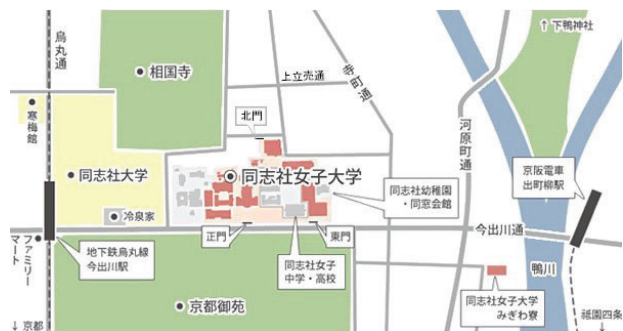 烏丸通
相国寺
上立売通
寺町通
↑ 下鴨神社
寒梅館
北門
河原町通
京阪電車
出町柳駅
同志社大学
同志社女子大学
同志社幼稚園
・同窓会館
冷泉家
正門
東門
今出川通
ファミリーマート
地下鉄烏丸線
今出川駅
同志社女子
中学・高校
鴨川
京都御苑
同志社女子大学
みぎわ寮
↓ 京都
↓ 祇園四条